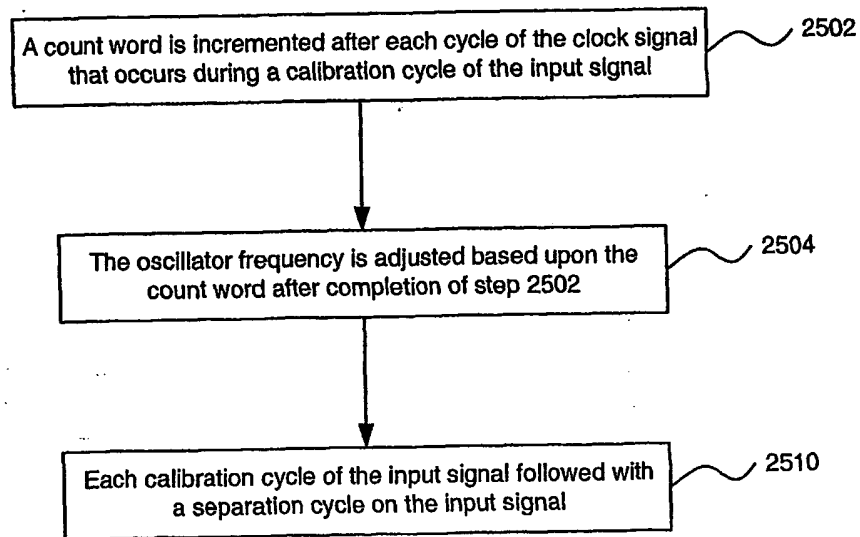 A count word is incremented after each cycle of the clock signal
that occurs during a calibration cycle of the input signal
2502
The oscillator frequency is adjusted based upon the
count word after completion of step 2502
2504
Each calibration cycle of the input signal followed with
a separation cycle on the input signal
2510